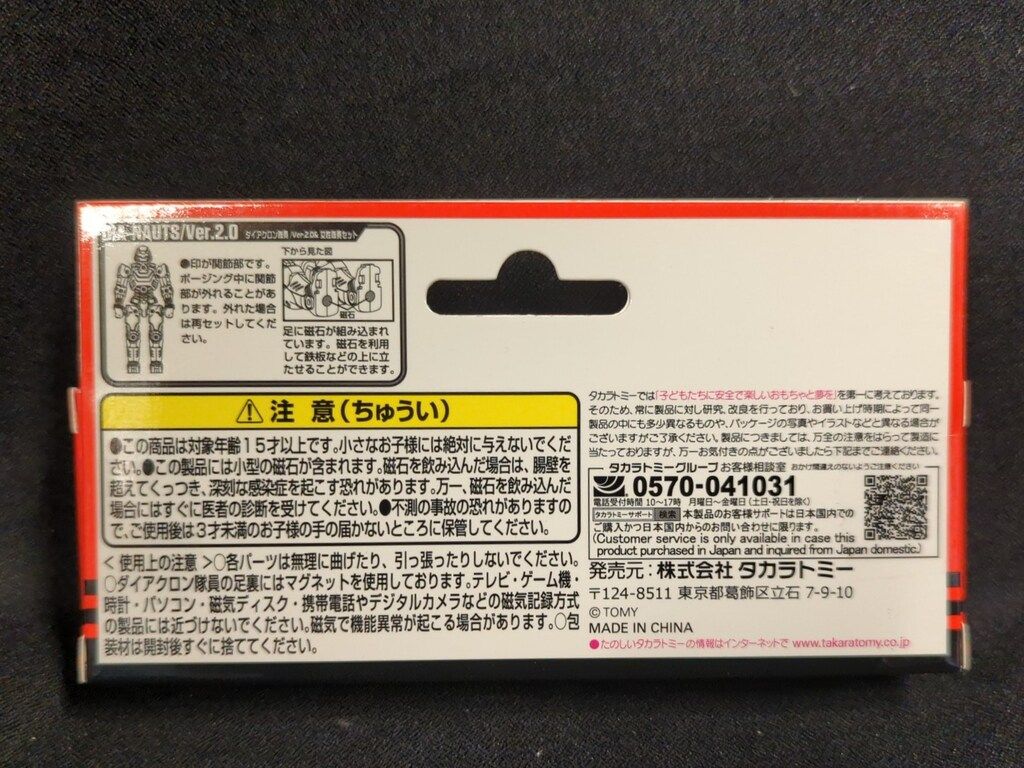 DIA-NAUTS/Ver.2.0 ダイアクロン隊員〈Ver.2.0& 女性隊員セット〉
●印が関節部です。
ポージング中に関節
部が外れることがあ
ります。外れた場合
は再セットしてくだ
さい。
下から見た図
磁石
足に磁石が組み込まれ
ています。磁石を利用
して鉄板などの上に立
たせることができます。
⚠注 意(ちゅうい)
●この商品は対象年齢15才以上です。小さなお子様には絶対に与えないでくだ
さい。●この製品には小型の磁石が含まれます。磁石を飲み込んだ場合は、腸壁を
超えてくっつき、深刻な感染症を起こす恐れがあります。万一、磁石を飲み込んだ
場合にはすぐに医者の診断を受けてください。●不測の事故の恐れがありますの
で、ご使用後は3才未満のお子様の手の届かないところに保管してください。
< 使用上の注意 >○各パーツは無理に曲げたり、引っ張ったりしないでください。
○ダイアクロン隊員の足裏にはマグネットを使用しております。テレビ・ゲーム機・
時計・パソコン・磁気ディスク・携帯電話やデジタルカメラなどの磁気記録方式
の製品には近づけないでください。磁気で機能異常が起こる場合があります。○包
装材は開封後すぐに捨ててください。
タカラトミーでは「子どもたちに安全で楽しいおもちゃと夢を」を第一に考えております。
そのため、常に製品に対し研究、改良を行っており、お買い上げ時期によって同一
製品の中にも多少異なるものや、パッケージの写真やイラストなどと異なる場合が
ございますがご了承ください。製品につきましては、万全の注意をはらって製造に
当たっておりますが、万一お気付きの点がございましたら下記までご連絡ください。
タカラトミーグループ お客様相談室 おかけ間違えのないようご注意ください
0570-041031
電話受付時間 10~17時 月曜日~金曜日(土・日・祝日を除く)
タカラトミーサポート 検索 本製品のお客様サポートは日本国内での
ご購入かつ日本国内からのお問い合わせに限ります。
(Customer service is only available in case this
product purchased in Japan and inquired from Japan domestic.)
発売元:株式会社 タカラトミー
〒124-8511 東京都葛飾区立石 7-9-10
© TOMY
MADE IN CHINA
●たのしいタカラトミーの情報はインターネットで www.takaratomy.co.jp